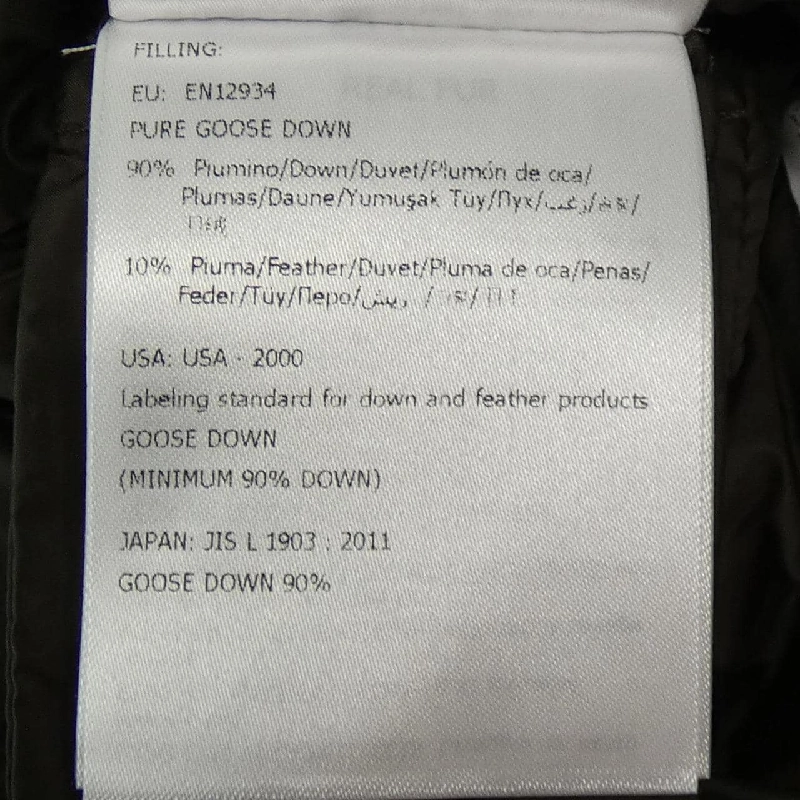 FILLING:
EU: EN12934
PURE GOOSE DOWN
90% Piumino/Down/Duvet/Plumón de oca/
Plumas/Daune/Yumuşak Tüy/Пух/زغب/
10% Piuma/Feather/Duvet/Pluma de oca/Penas/
Feder/Tüy/Перо/ريش/
USA: USA - 2000
Labeling standard for down and feather products
GOOSE DOWN
(MINIMUM 90% DOWN)
JAPAN: JIS L 1903 : 2011
GOOSE DOWN 90%